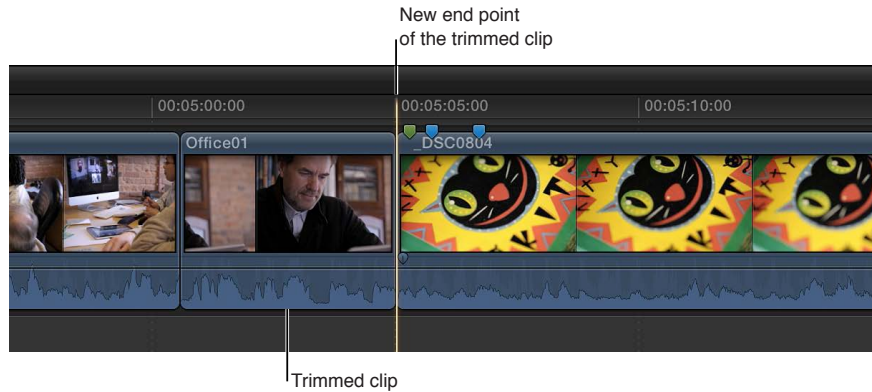 New end point
of the trimmed clip
00:05:00:00
00:05:05:00
00:05:10:00
Office01
_DSC0804
KIT
Trimmed clip